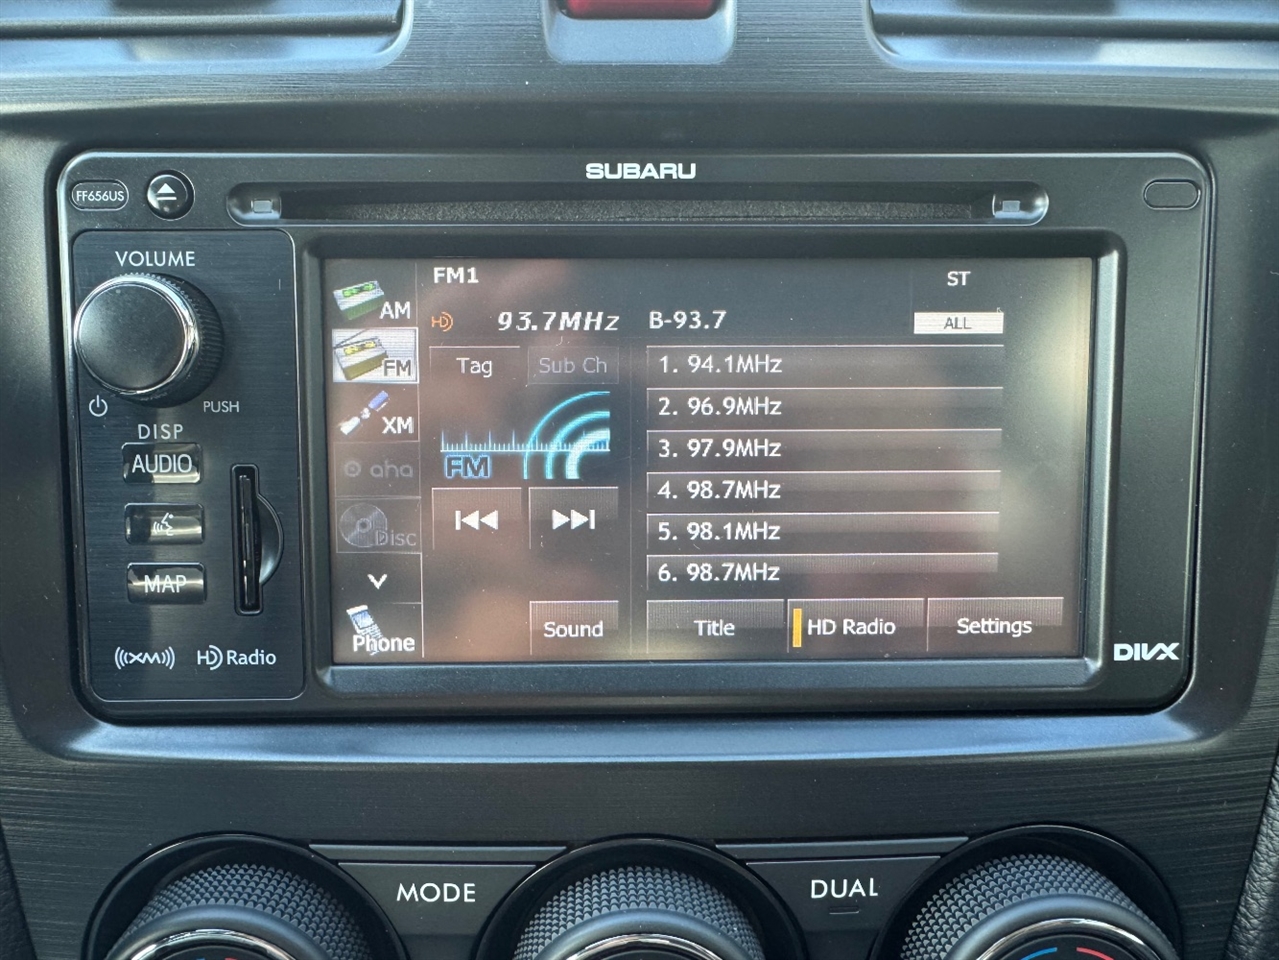 SUBARU
FF656US
VOLUME
PUSH
DISP
AUDIO
MAP
((XM)) HD Radio
FM1
ST
93.7MHz
B-93.7
ALL
AM
FM
XM
aha
Disc
Phone
Tag
Sub Ch
FM
1. 94.1MHz
2. 96.9MHz
3. 97.9MHz
4. 98.7MHz
5. 98.1MHz
6. 98.7MHz
Sound
Title
HD Radio
Settings
DIVX
MODE
DUAL